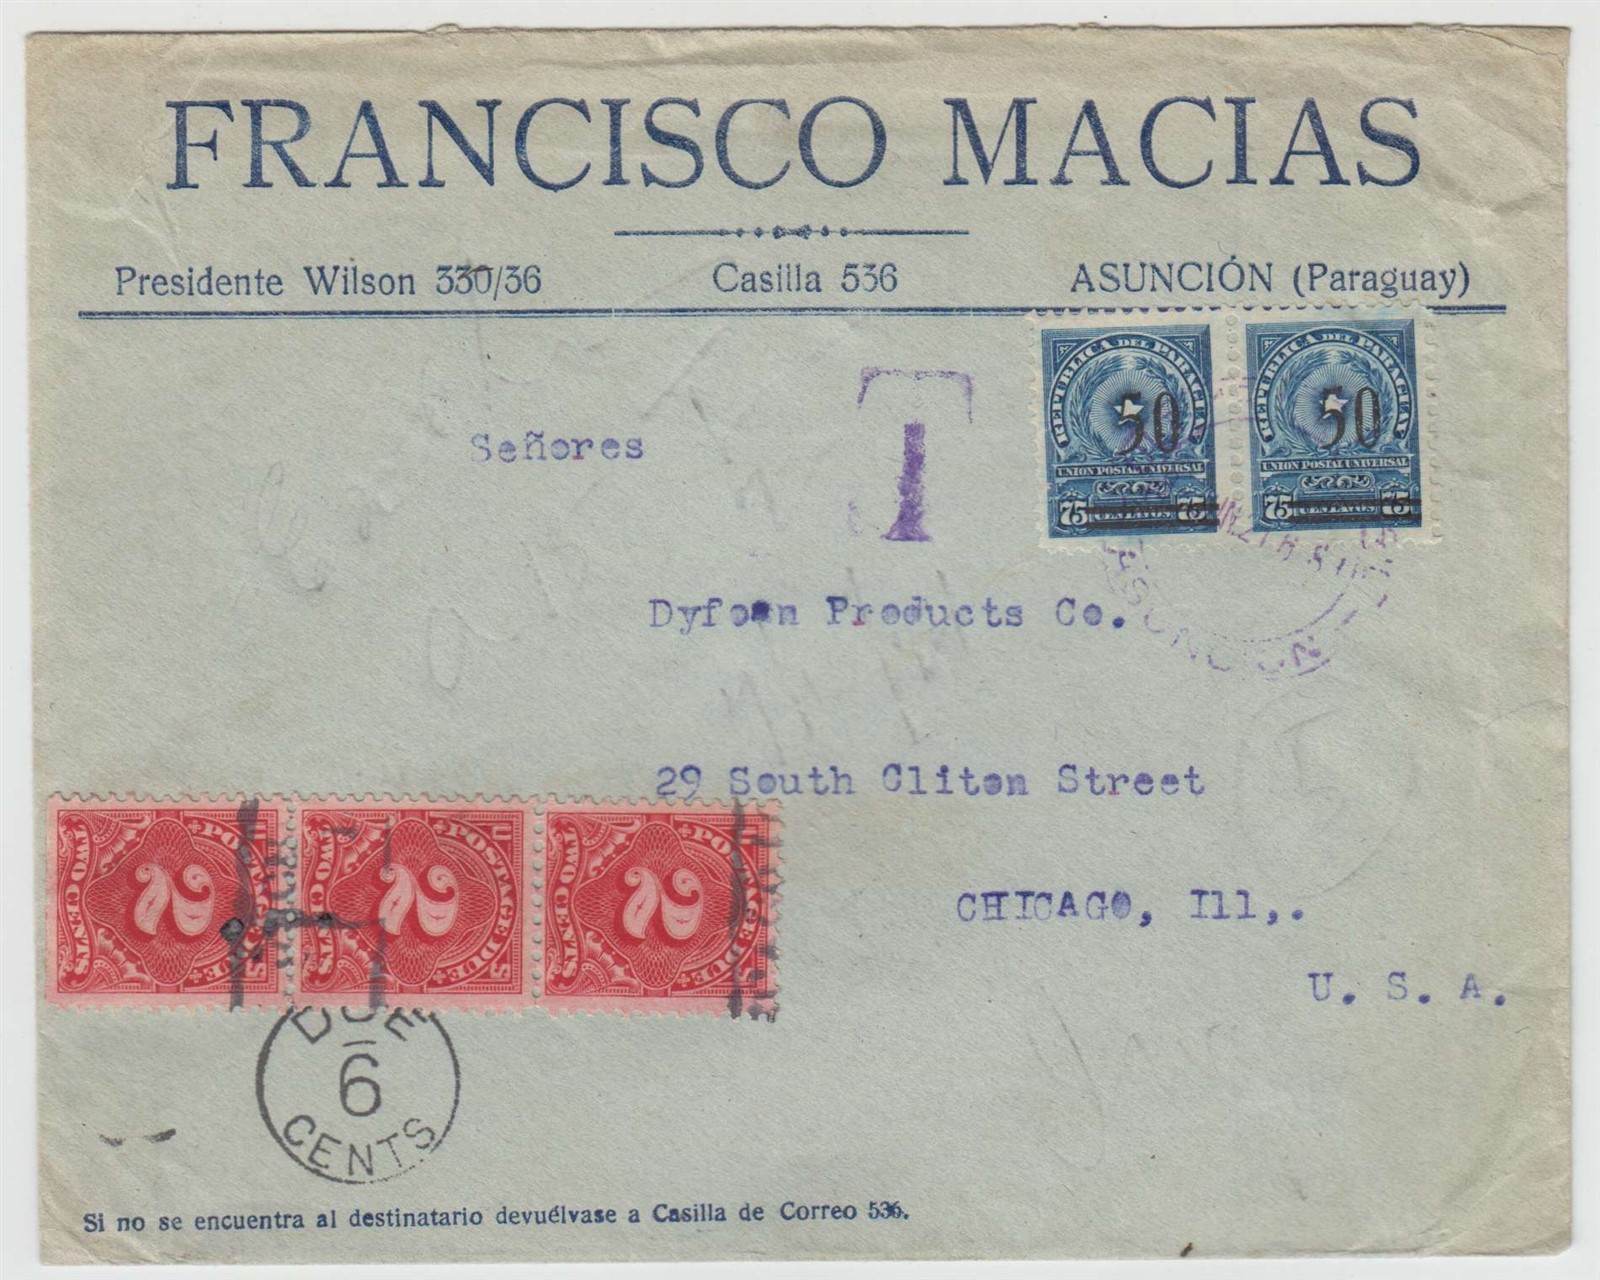 FRANCISCO MACIAS
Presidente Wilson 330/36 Casilla 536 ASUNCIÓN (Paraguay)
REPUBLICA DEL PARAGUAY
50
UNION POSTAL UNIVERSAL
75 CENTAVOS 75
REPUBLICA DEL PARAGUAY
50
UNION POSTAL UNIVERSAL
75 CENTAVOS 75
T
ASUNCION
Señores
Dyfoon Products Co.
29 South Cliton Street
CHICAGO, Ill,.
U. S. A.
U S
POSTAGE DUE
2
TWO CENTS
U S
POSTAGE DUE
2
TWO CENTS
U S
POSTAGE DUE
2
TWO CENTS
DUE
6
CENTS
Si no se encuentra al destinatario devuélvase a Casilla de Correo 536.